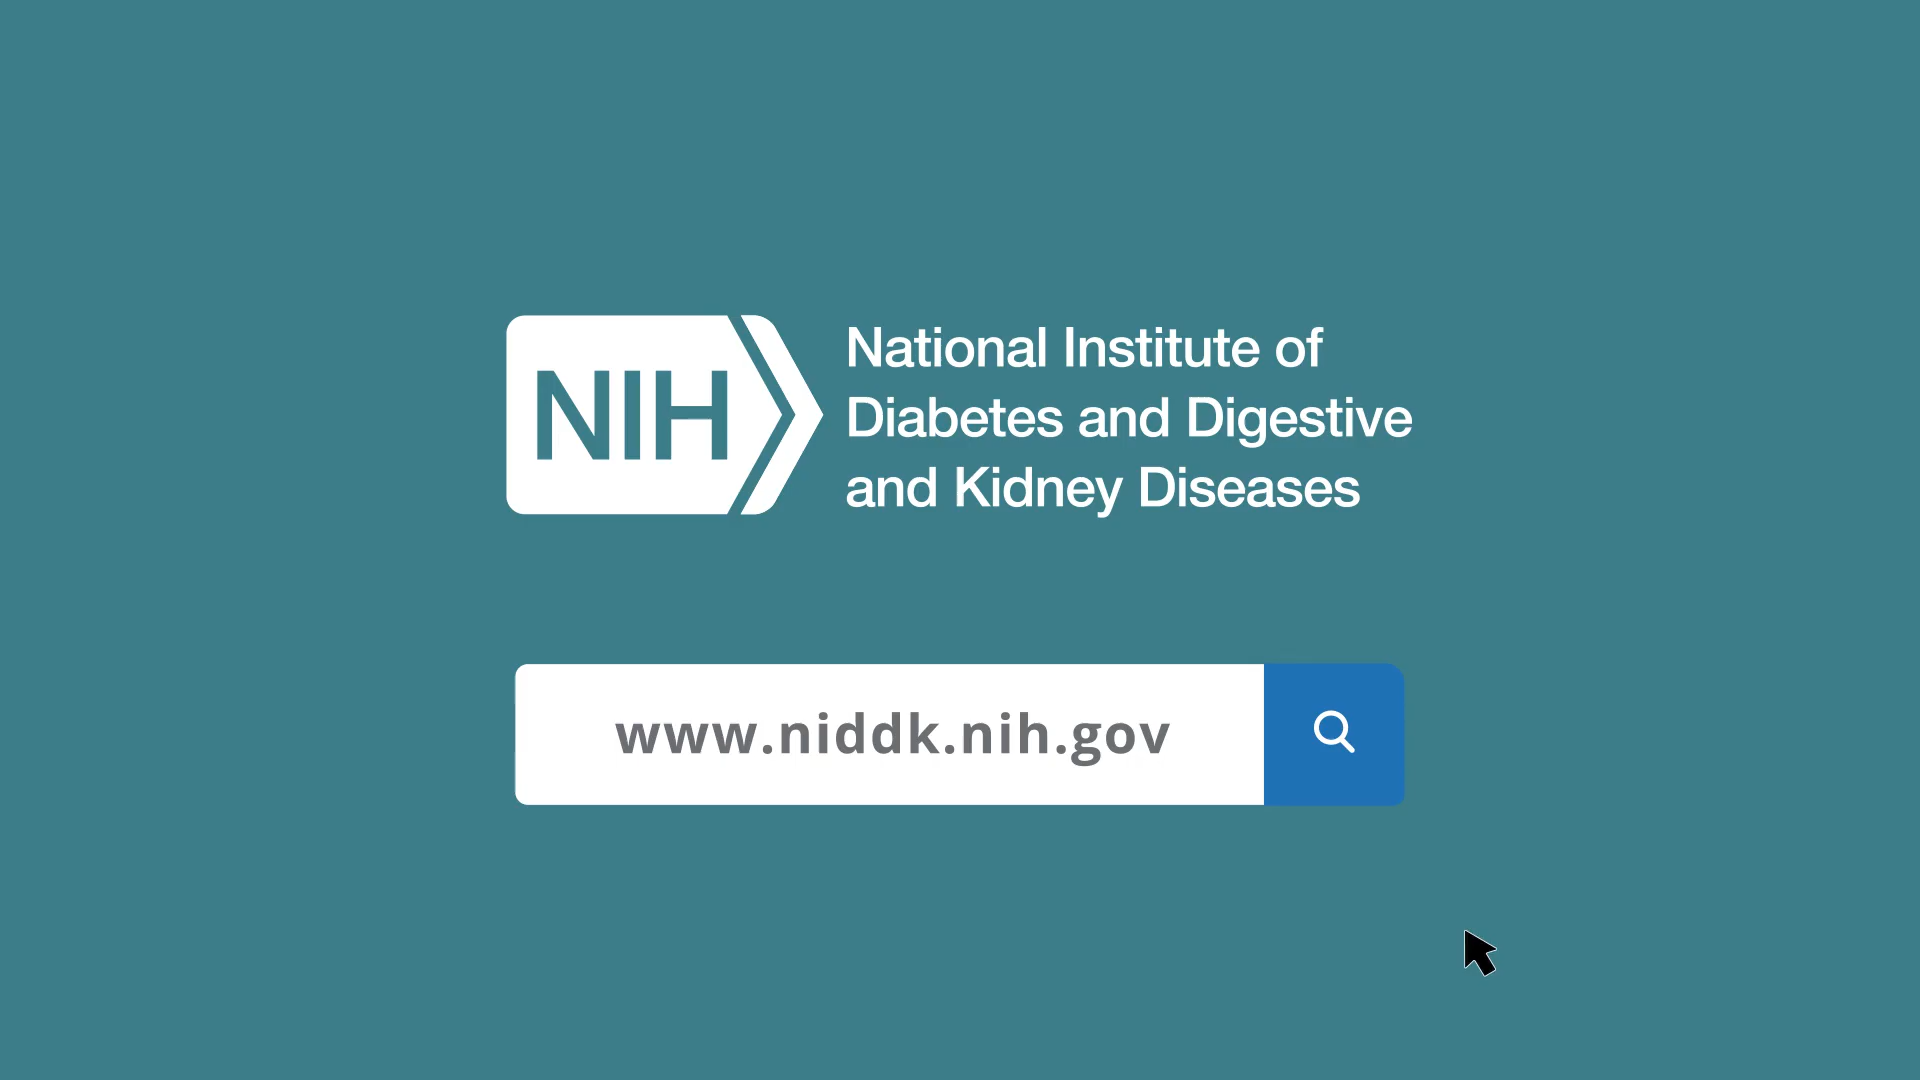 NIH
National Institute of
Diabetes and Digestive
and Kidney Diseases
www.niddk.nih.gov